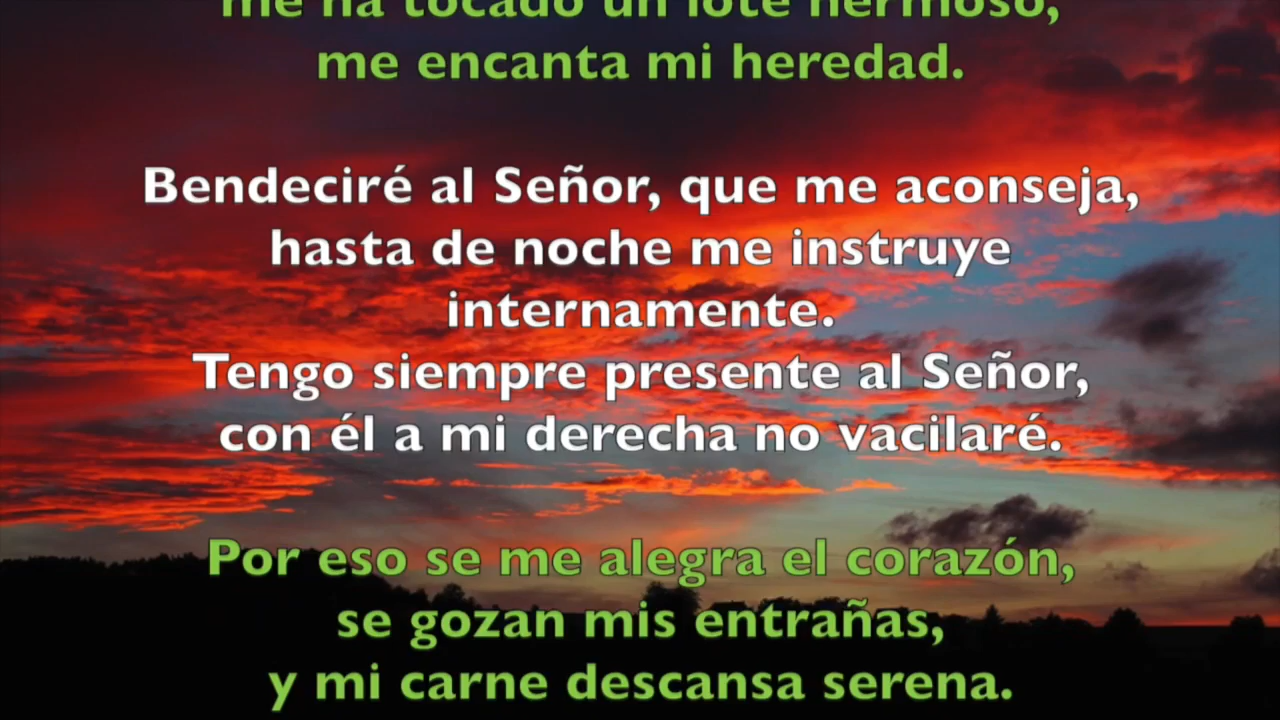 me ha tocado un lote hermoso,
me encanta mi heredad.
Bendeciré al Señor, que me aconseja,
hasta de noche me instruye
internamente.
Tengo siempre presente al Señor,
con él a mi derecha no vacilaré.
Por eso se me alegra el corazón,
se gozan mis entrañas,
y mi carne descansa serena.